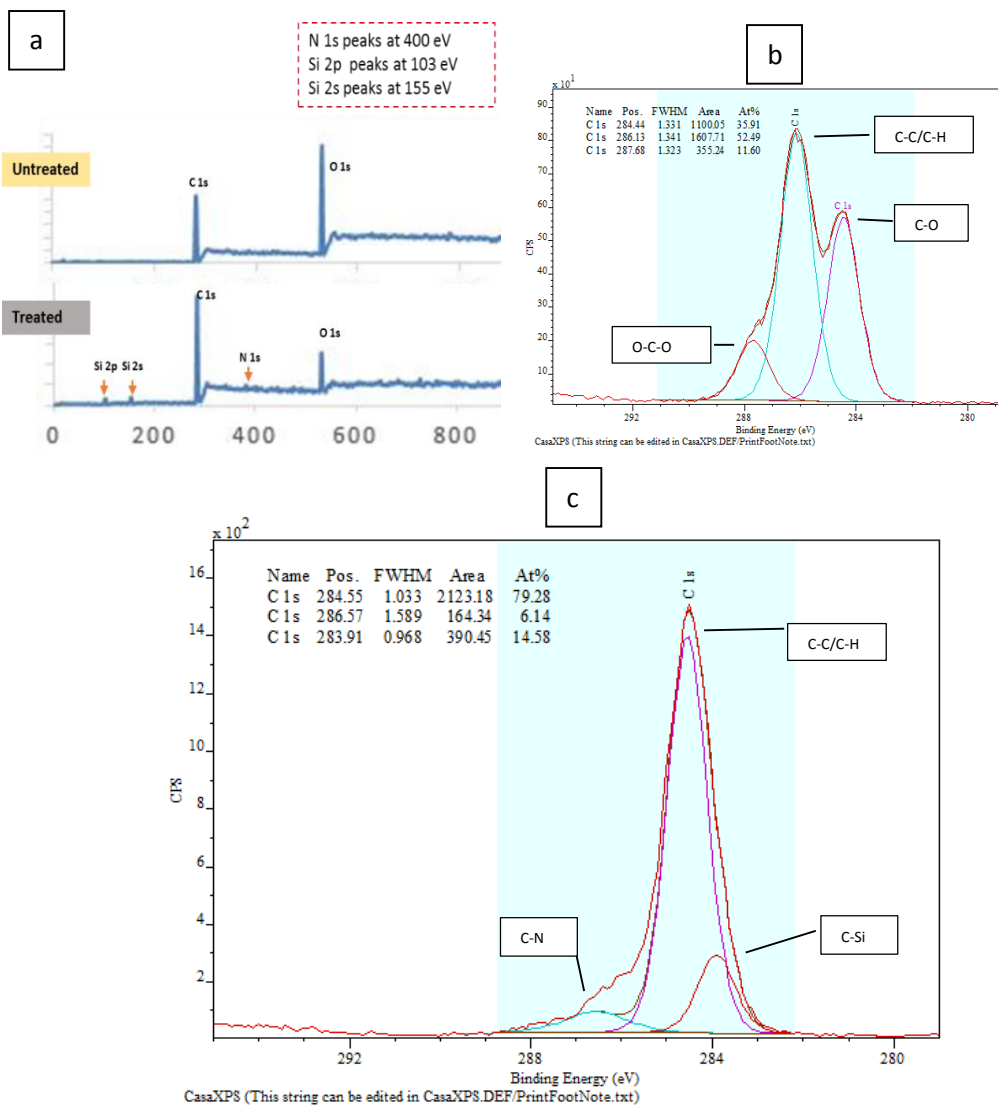 a
N 1s peaks at 400 eV
Si 2p peaks at 103 eV
Si 2s peaks at 155 eV
Untreated
C 1s
O 1s
Treated
Si 2p Si 2s
C 1s
N 1s
O 1s
0 200 400 600 800
b
x 10^1
Name Pos. FWHM Area At%
C 1s 284.44 1.331 1100.05 35.91
C 1s 286.13 1.341 1607.71 52.49
C 1s 287.68 1.323 355.24 11.60
C 1s
C 1s
C-C/C-H
C-O
O-C-O
90
80
70
60
50
40
30
20
10
CPS
292 288 284 280
Binding Energy (eV)
CasaXPS (This string can be edited in CasaXPS.DEF/PrintFootNote.txt)
c
x 10^2
Name Pos. FWHM Area At%
C 1s 284.55 1.033 2123.18 79.28
C 1s 286.57 1.589 164.34 6.14
C 1s 283.91 0.968 390.45 14.58
C 1s
C-C/C-H
C-N
C-Si
16
14
12
10
8
6
4
2
CPS
292 288 284 280
Binding Energy (eV)
CasaXPS (This string can be edited in CasaXPS.DEF/PrintFootNote.txt)